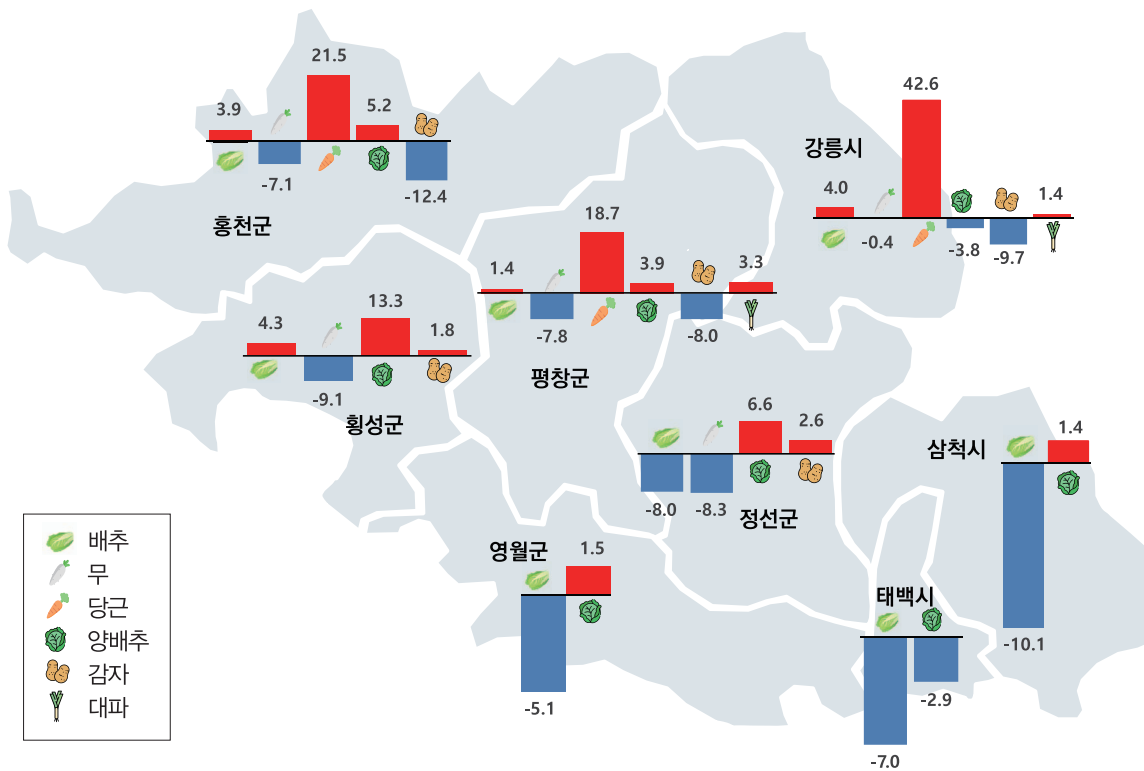 21.5
3.9
5.2
-7.1
-12.4
홍천군
42.6
강릉시
4.0
1.4
-0.4
-3.8
-9.7
18.7
1.4
3.9
3.3
-7.8
-8.0
평창군
13.3
4.3
1.8
-9.1
횡성군
6.6
2.6
-8.0
-8.3
정선군
삼척시
1.4
-10.1
영월군
1.5
-5.1
태백시
-2.9
-7.0
배추
무
당근
양배추
감자
대파